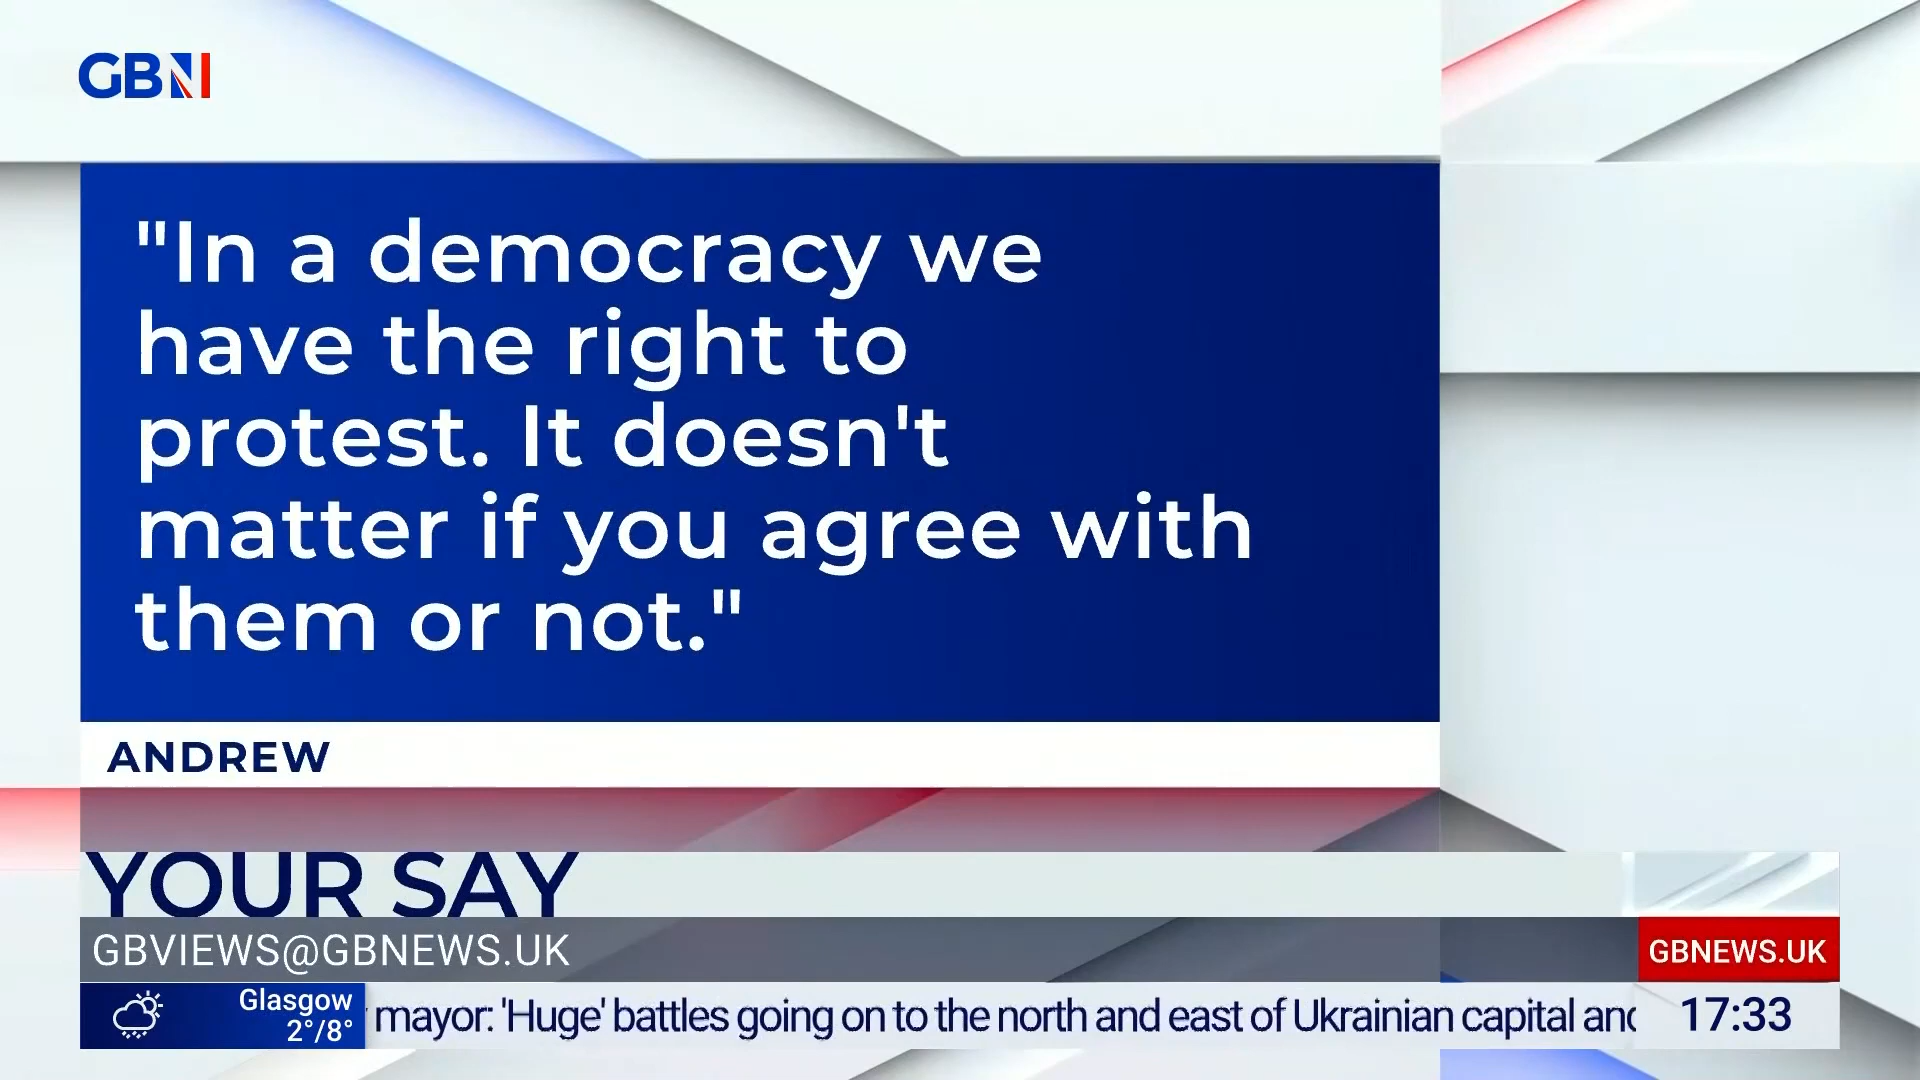 GBN
"In a democracy we
have the right to
protest. It doesn't
matter if you agree with
them or not."
ANDREW
YOUR SAY
GBVIEWS@GBNEWS.UK
GBNEWS.UK
Glasgow
2°/8°
mayor: 'Huge' battles going on to the north and east of Ukrainian capital and
17:33